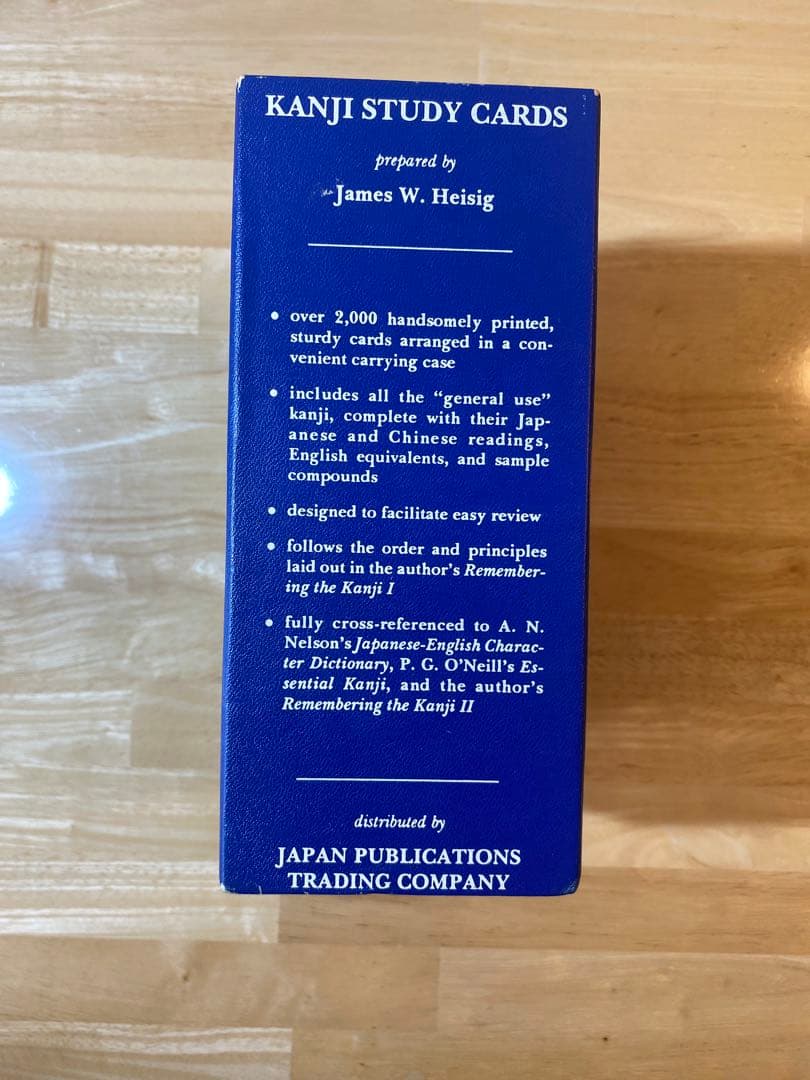 KANJI STUDY CARDS
prepared by
James W. Heisig
• over 2,000 handsomely printed,
sturdy cards arranged in a con-
venient carrying case
• includes all the “general use”
kanji, complete with their Jap-
anese and Chinese readings,
English equivalents, and sample
compounds
• designed to facilitate easy review
• follows the order and principles
laid out in the author’s Remember-
ing the Kanji I
• fully cross-referenced to A. N.
Nelson’s Japanese-English Charac-
ter Dictionary, P. G. O’Neill’s Es-
sential Kanji, and the author’s
Remembering the Kanji II
distributed by
JAPAN PUBLICATIONS
TRADING COMPANY